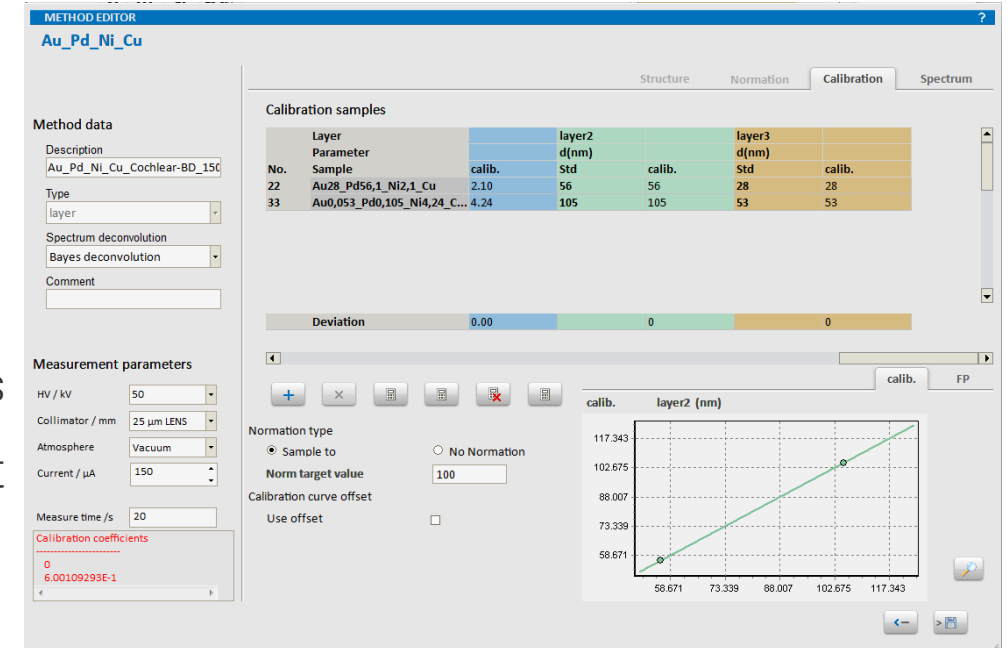 METHOD EDITOR ?
Au_Pd_Ni_Cu
Structure Normation Calibration Spectrum
Calibration samples
Method data
Description
Au_Pd_Ni_Cu_Cochlear-BD_150
Type
layer
Spectrum deconvolution
Bayes deconvolution
Comment
Layer layer2 layer3
Parameter d(nm) d(nm)
No. Sample calib. Std calib. Std calib.
22 Au28_Pd56,1_Ni2,1_Cu 2.10 56 56 28 28
33 Au0,053_Pd0,105_Ni4,24_C... 4.24 105 105 53 53
Deviation 0.00 0 0
Measurement parameters
HV / kV 50
Collimator / mm 25 µm LENS
Atmosphere Vacuum
Current / µA 150
Measure time /s 20
Calibration coefficients
------------------------
0
6.00109293E-1
Normation type
Sample to No Normation
Norm target value 100
Calibration curve offset
Use offset
calib. FP
calib. layer2 (nm)
117.343
102.675
88.007
73.339
58.671
58.671 73.339 88.007 102.675 117.343